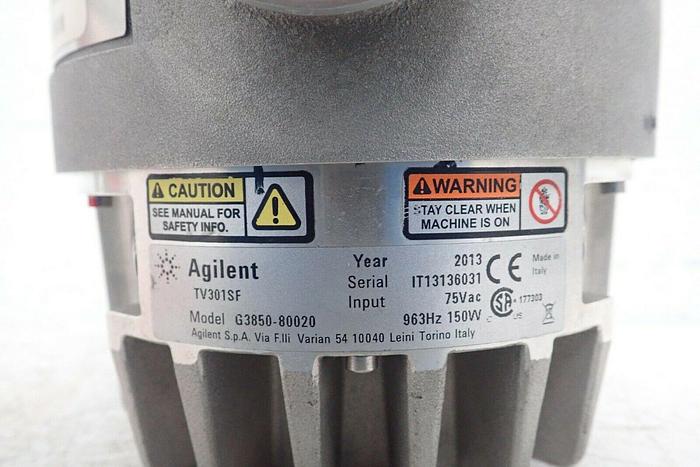 CAUTION
SEE MANUAL FOR
SAFETY INFO.
WARNING
STAY CLEAR WHEN
MACHINE IS ON
Agilent
TV301SF
Model G3850-80020
Year 2013
Serial IT13136031
Input 75Vac
963Hz 150W
CE
Made in
Italy
C SA US
177303
Agilent S.p.A. Via F.lli Varian 54 10040 Leini Torino Italy